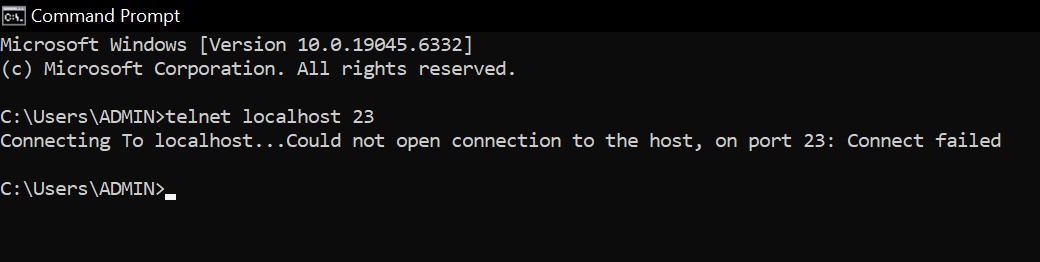 C:\. Command Prompt
Microsoft Windows [Version 10.0.19045.6332]
(c) Microsoft Corporation. All rights reserved.
C:\Users\ADMIN>telnet localhost 23
Connecting To localhost...Could not open connection to the host, on port 23: Connect failed
C:\Users\ADMIN>